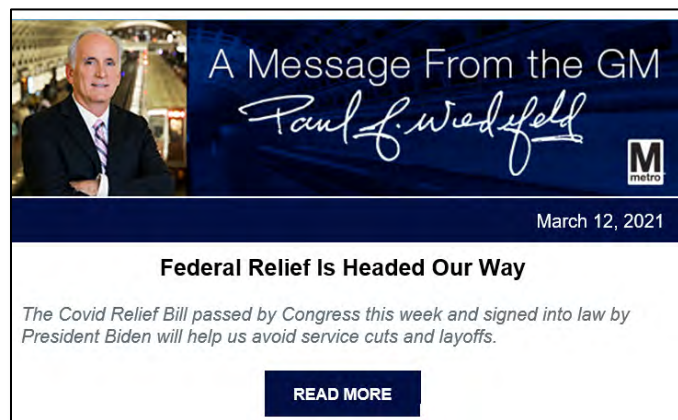 A Message From the GM
Paul J. Wiedefeld
M
metro
March 12, 2021
Federal Relief Is Headed Our Way
The Covid Relief Bill passed by Congress this week and signed into law by
President Biden will help us avoid service cuts and layoffs.
READ MORE